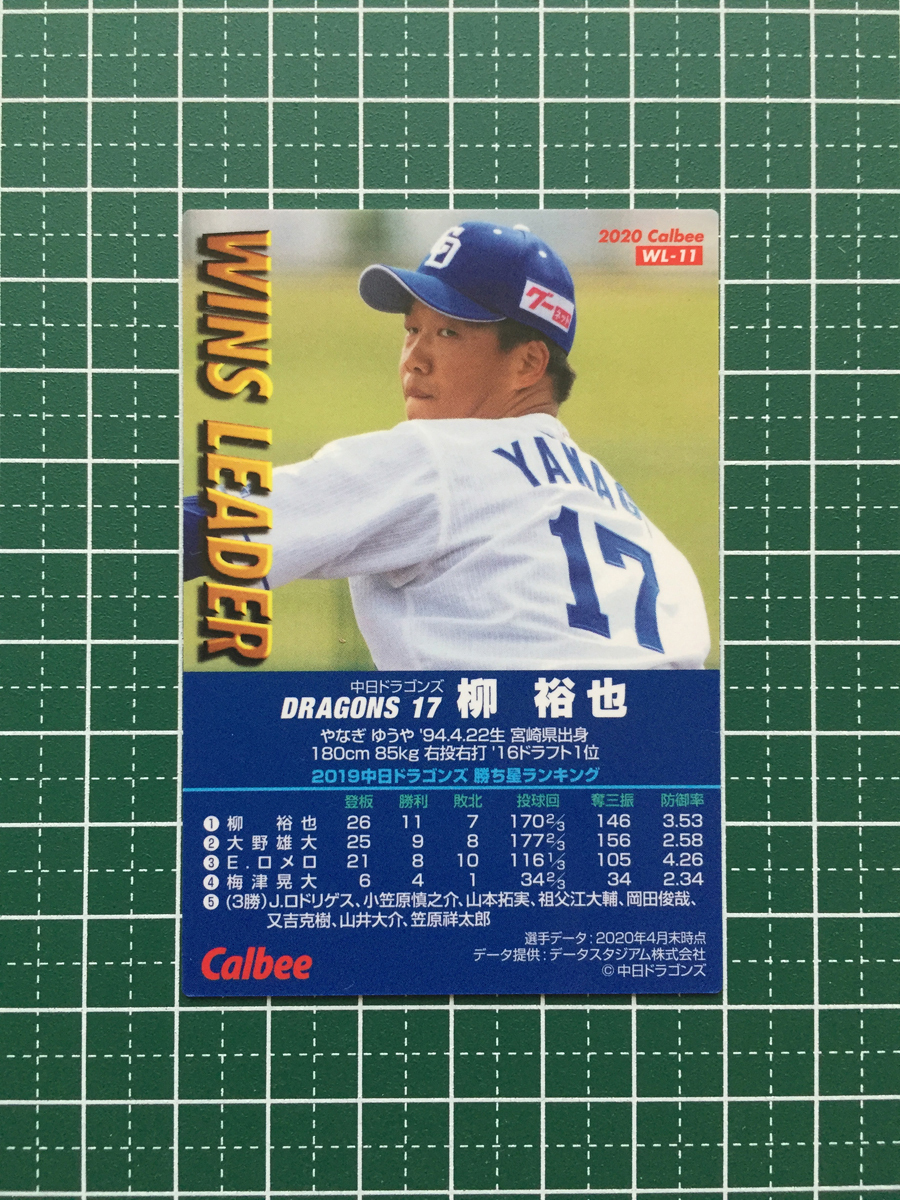 2020 Calbee
WL-11
WINS LEADER
グー
ネット
YANAG
17
中日ドラゴンズ
DRAGONS 17 柳 裕也
やなぎ ゆうや '94.4.22生 宮崎県出身
180cm 85kg 右投右打 '16ドラフト1位
2019中日ドラゴンズ 勝ち星ランキング
登板 勝利 敗北 投球回 奪三振 防御率
❶ 柳 裕也 26 11 7 170 2/3 146 3.53
❷ 大野雄大 25 9 8 177 2/3 156 2.58
❸ E.ロメロ 21 8 10 116 1/3 105 4.26
❹ 梅津晃大 6 4 1 34 2/3 34 2.34
❺ (3勝)J.ロドリゲス、小笠原慎之介、山本拓実、祖父江大輔、岡田俊哉、
又吉克樹、山井大介、笠原祥太郎
選手データ:2020年4月末時点
データ提供:データスタジアム株式会社
Calbee
© 中日ドラゴンズ